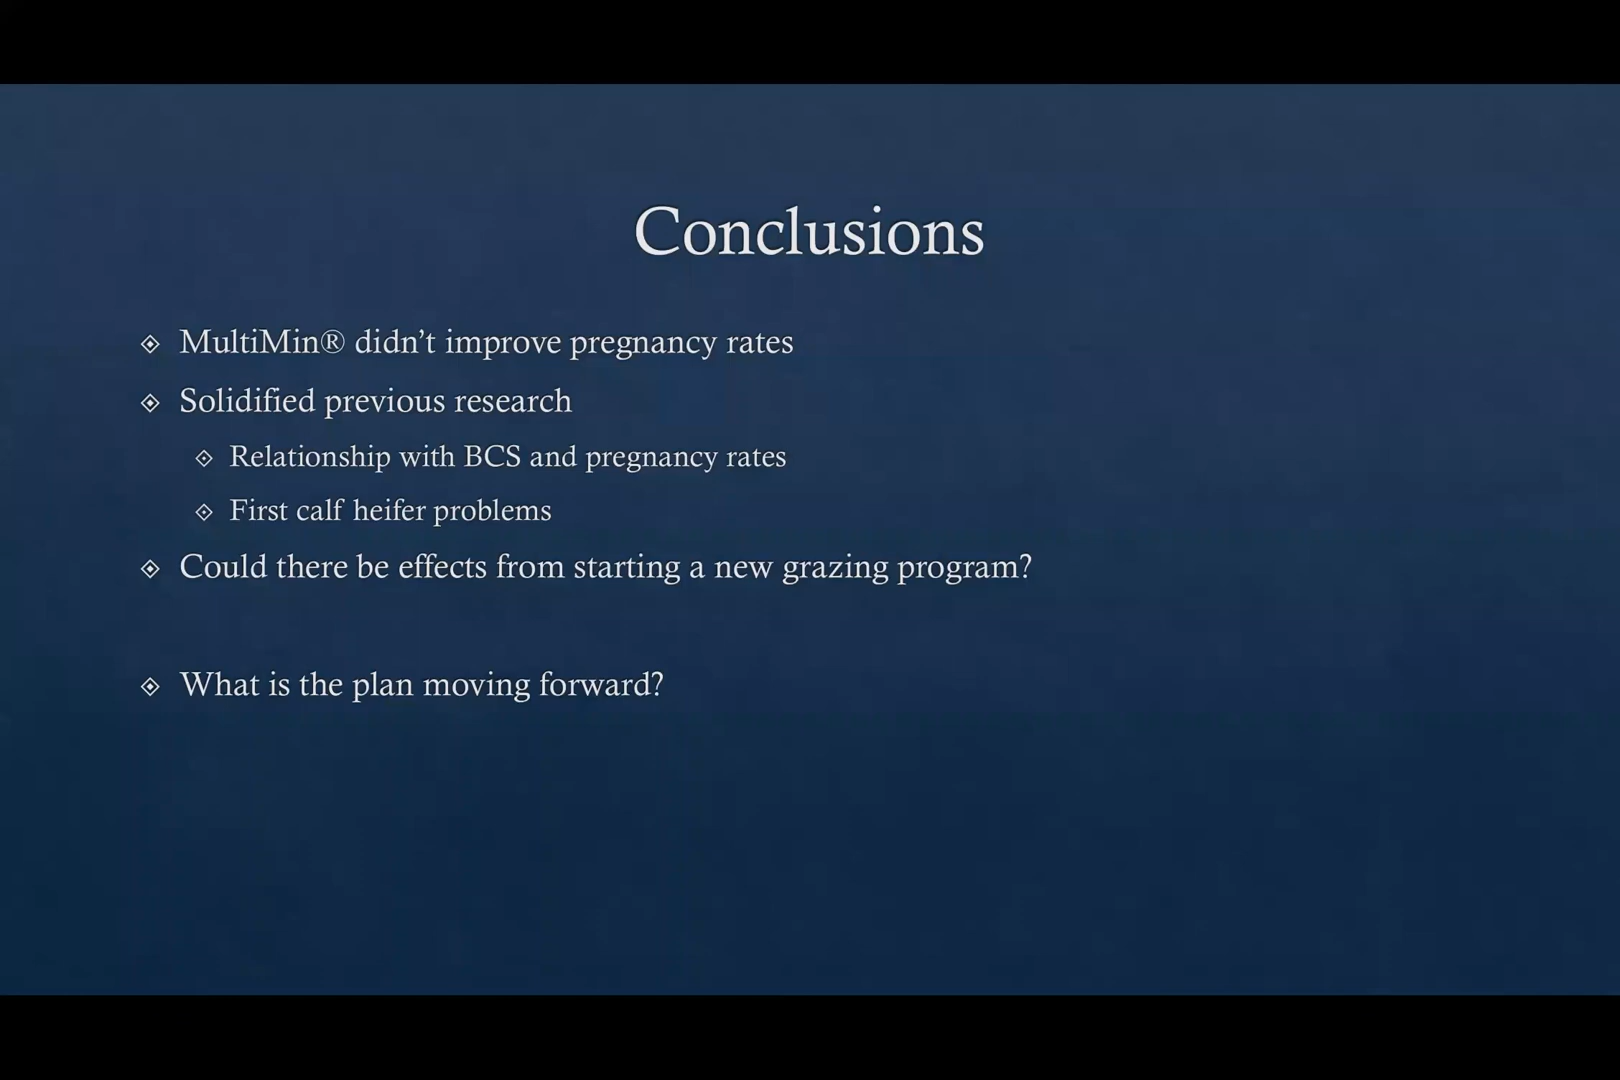 Conclusions
MultiMin® didn’t improve pregnancy rates
Solidified previous research
Relationship with BCS and pregnancy rates
First calf heifer problems
Could there be effects from starting a new grazing program?
What is the plan moving forward?